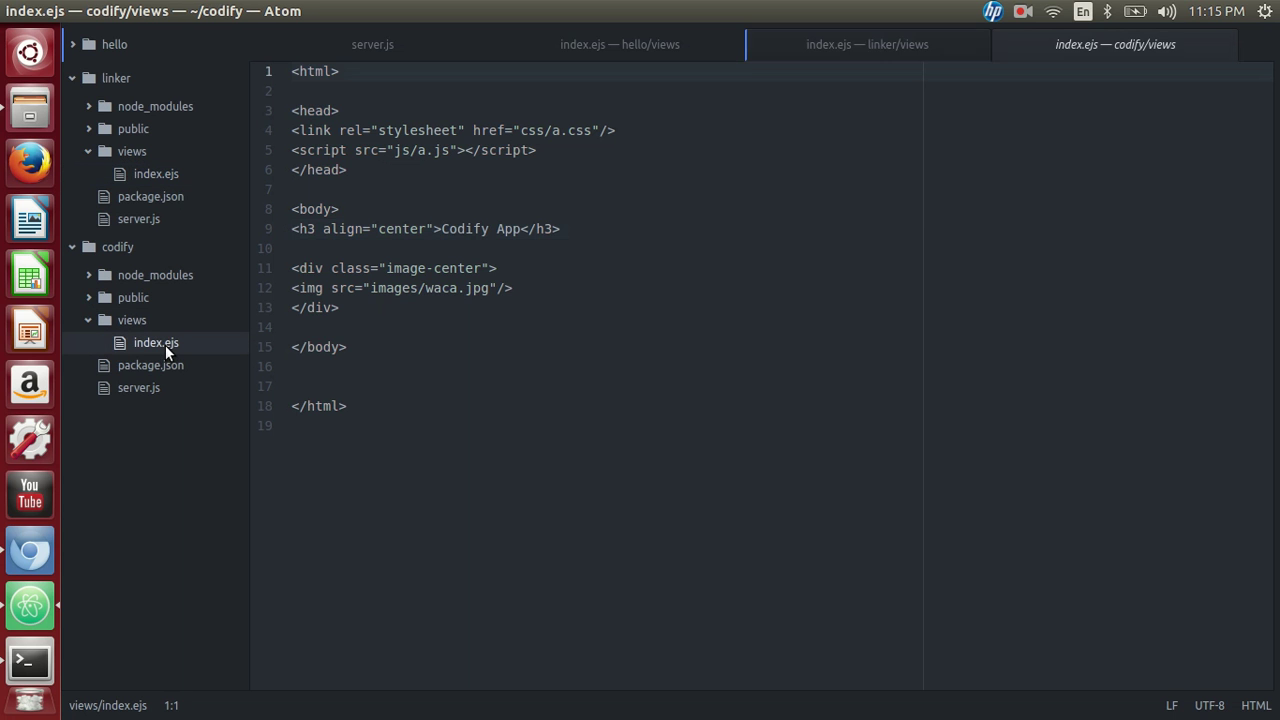 index.ejs — codify/views — ~/codify — Atom
En
11:15 PM
hello
linker
node_modules
public
views
index.ejs
package.json
server.js
codify
node_modules
public
views
index.ejs
package.json
server.js
server.js
index.ejs — hello/views
index.ejs — linker/views
index.ejs — codify/views
1 <html>
2
3 <head>
4 <link rel="stylesheet" href="css/a.css"/>
5 <script src="js/a.js"></script>
6 </head>
7
8 <body>
9 <h3 align="center">Codify App</h3>
10
11 <div class="image-center">
12 <img src="images/waca.jpg"/>
13 </div>
14
15 </body>
16
17
18 </html>
19
hp
a
You
Tube
>_
views/index.ejs 1:1
LF UTF-8 HTML